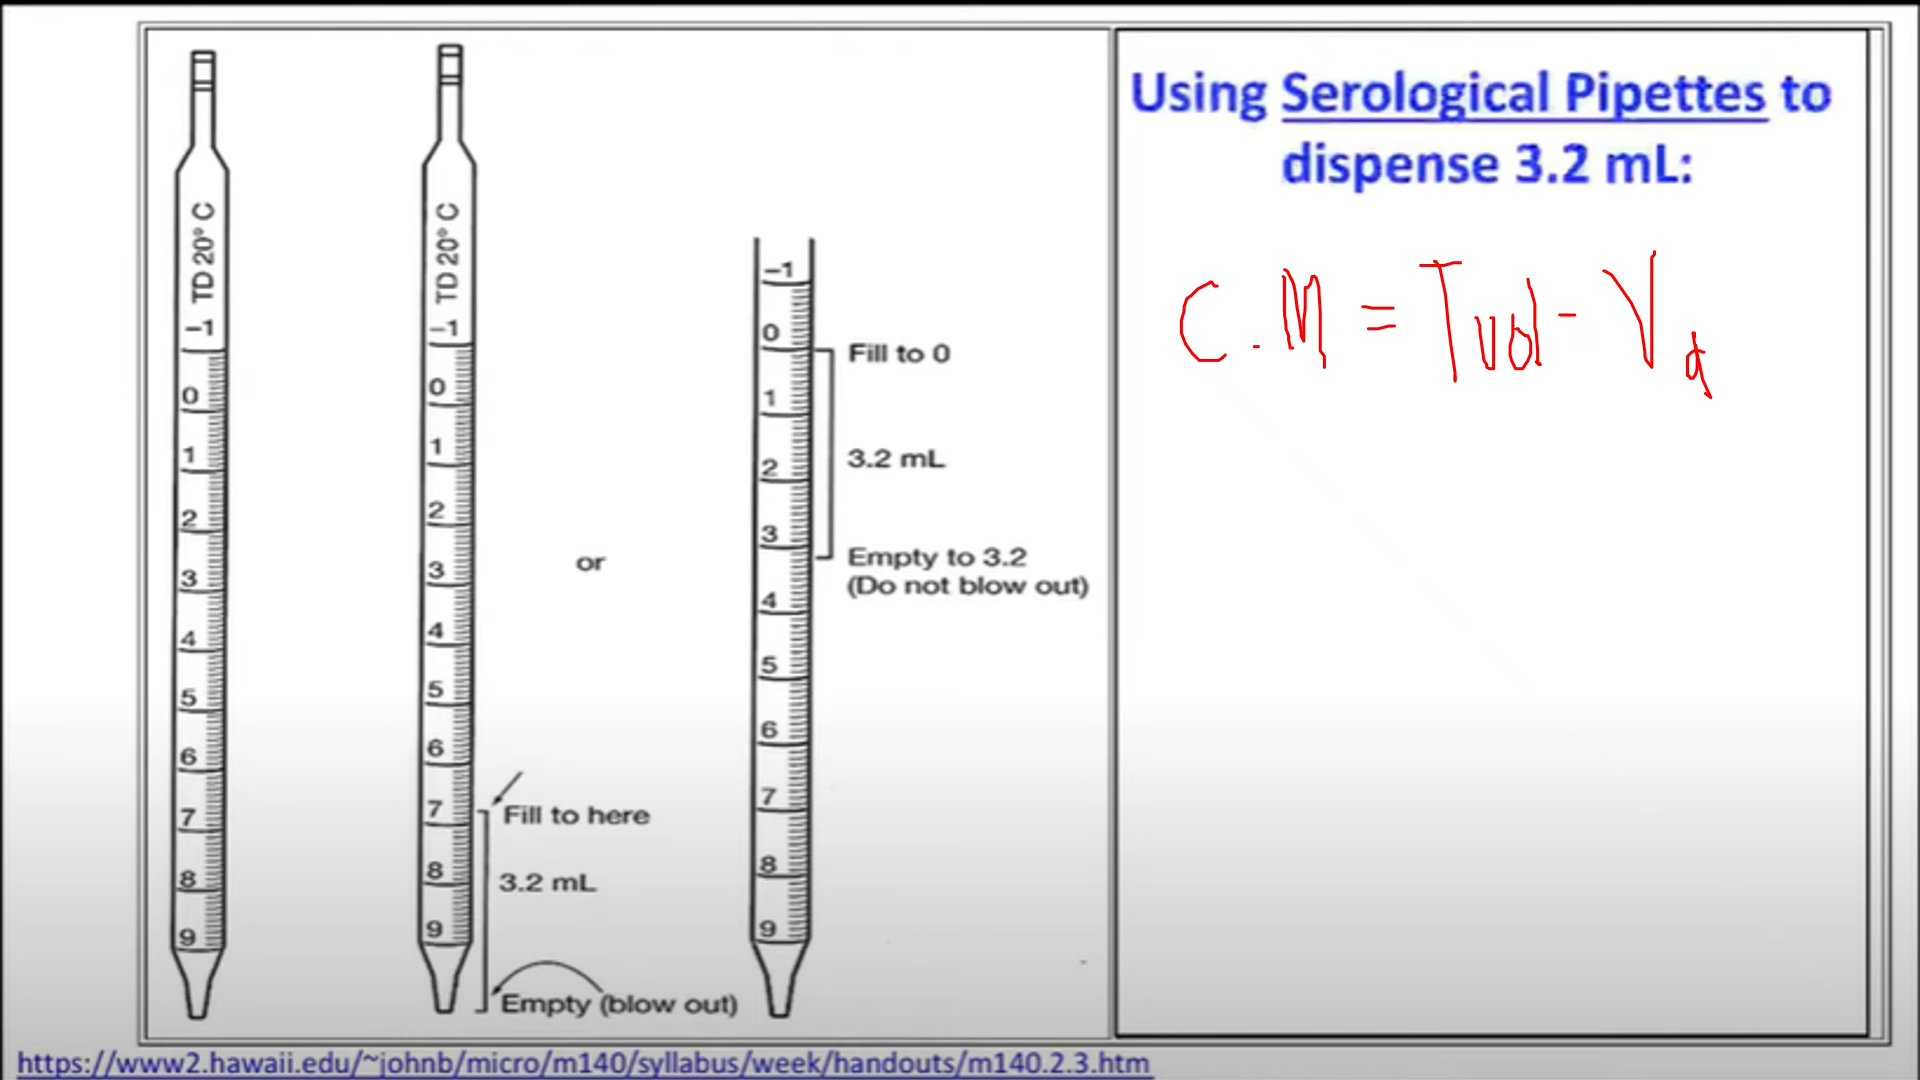 Using Serological Pipettes to
dispense 3.2 mL:
C.M = Tvol - Vd
TD 20° C
-1
0
1
2
3
4
5
6
7
8
9
TD 20° C
-1
0
1
2
3
4
5
6
7
8
9
Fill to here
3.2 mL
Empty (blow out)
or
-1
0
1
2
3
4
5
6
7
8
9
Fill to 0
3.2 mL
Empty to 3.2
(Do not blow out)
https://www2.hawaii.edu/~johnb/micro/m140/syllabus/week/handouts/m140.2.3.htm